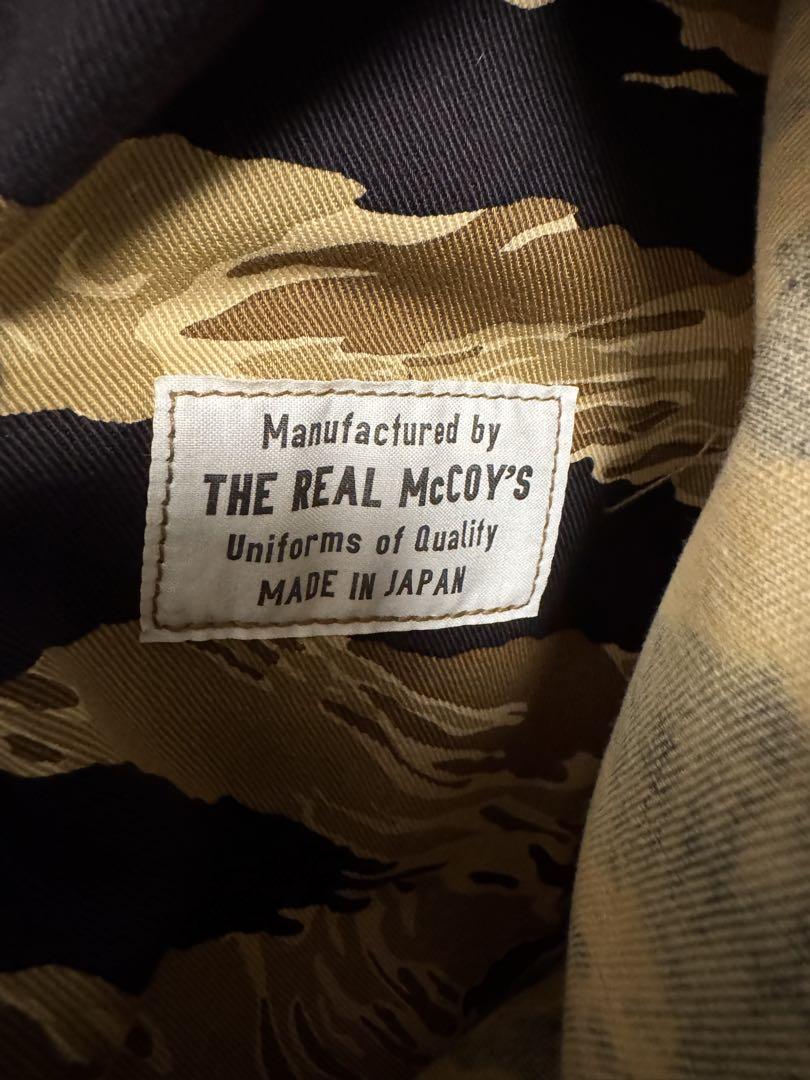 Manufactured by
THE REAL McCOY'S
Uniforms of Quality
MADE IN JAPAN